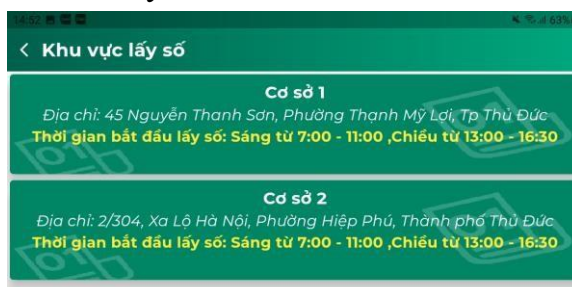 14:52
63%
Khu vực lấy số
Cơ sở 1
Địa chỉ: 45 Nguyễn Thanh Sơn, Phường Thạnh Mỹ Lợi, Tp Thủ Đức
Thời gian bắt đầu lấy số: Sáng từ 7:00 - 11:00 ,Chiều từ 13:00 - 16:30
Cơ sở 2
Địa chỉ: 2/304, Xa Lộ Hà Nội, Phường Hiệp Phú, Thành phố Thủ Đức
Thời gian bắt đầu lấy số: Sáng từ 7:00 - 11:00 ,Chiều từ 13:00 - 16:30